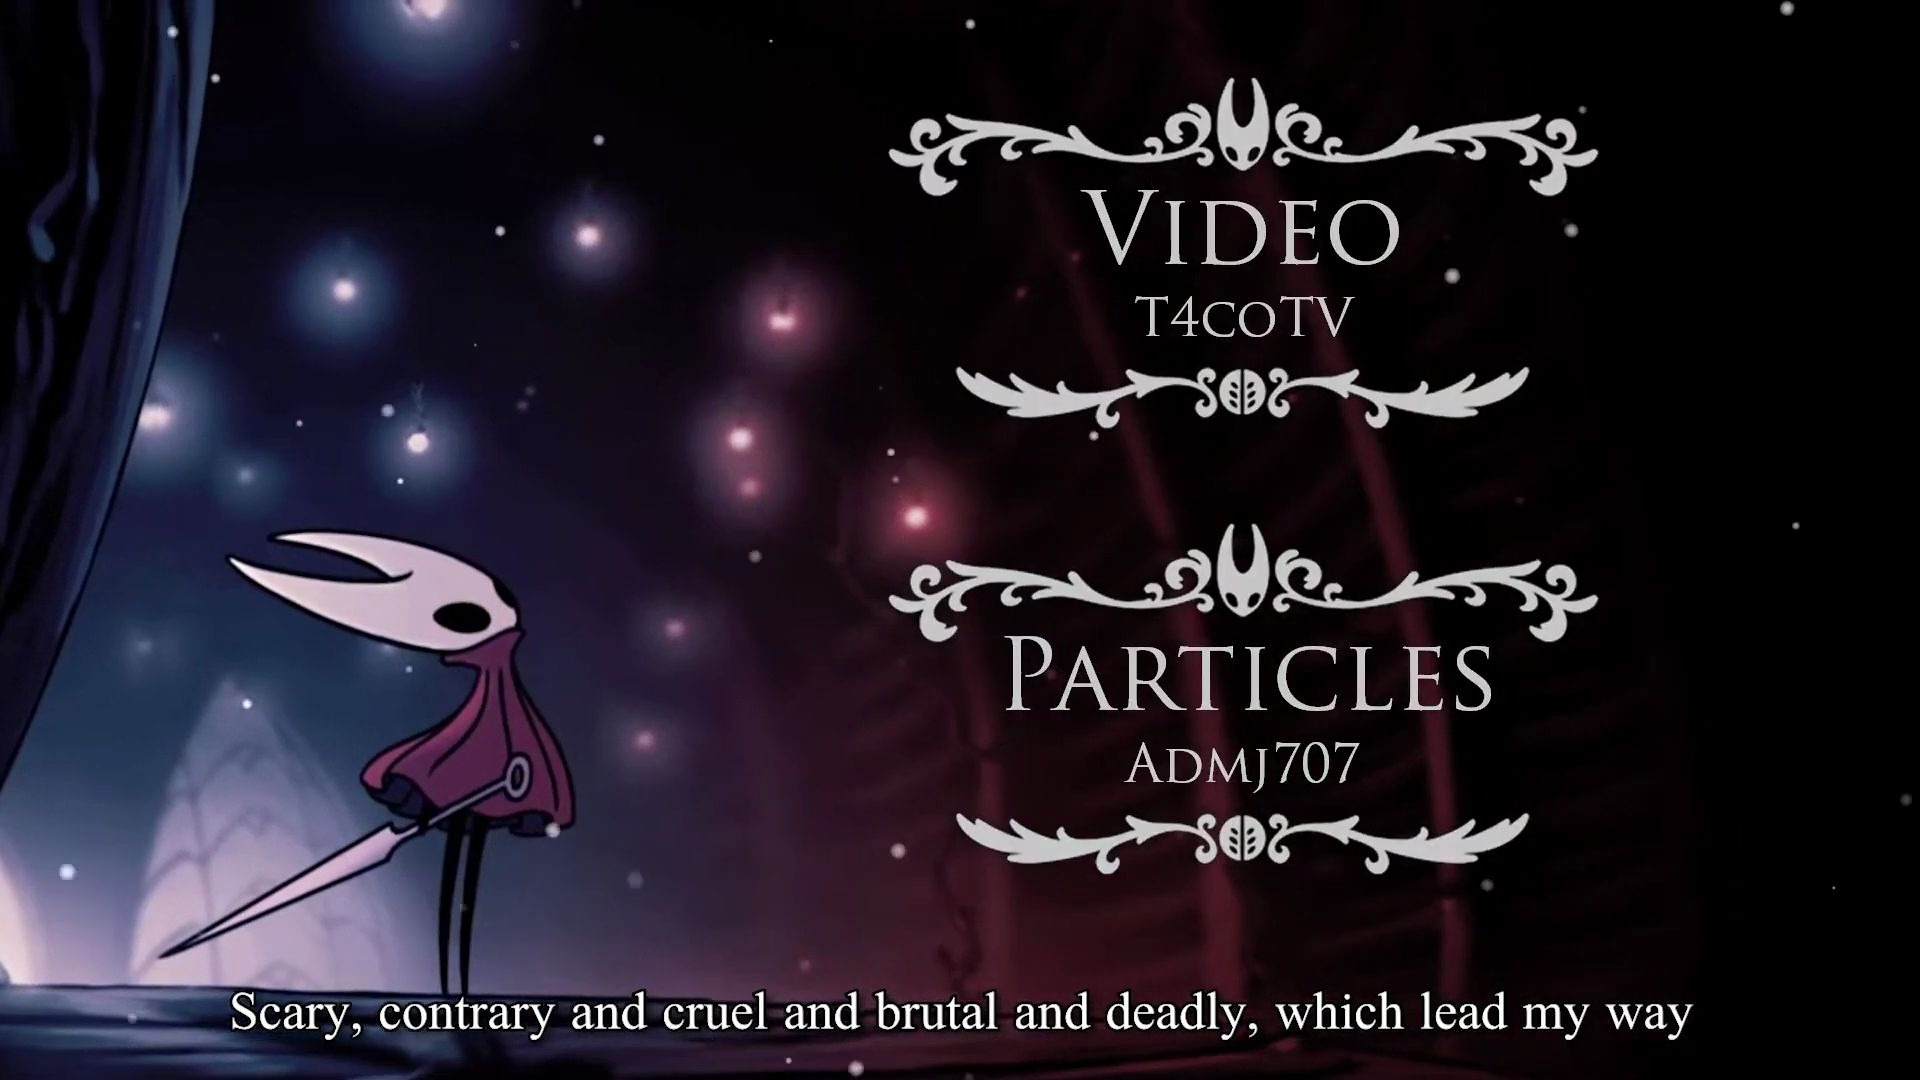 Video
T4coTV
Particles
Admj707
Scary, contrary and cruel and brutal and deadly, which lead my way